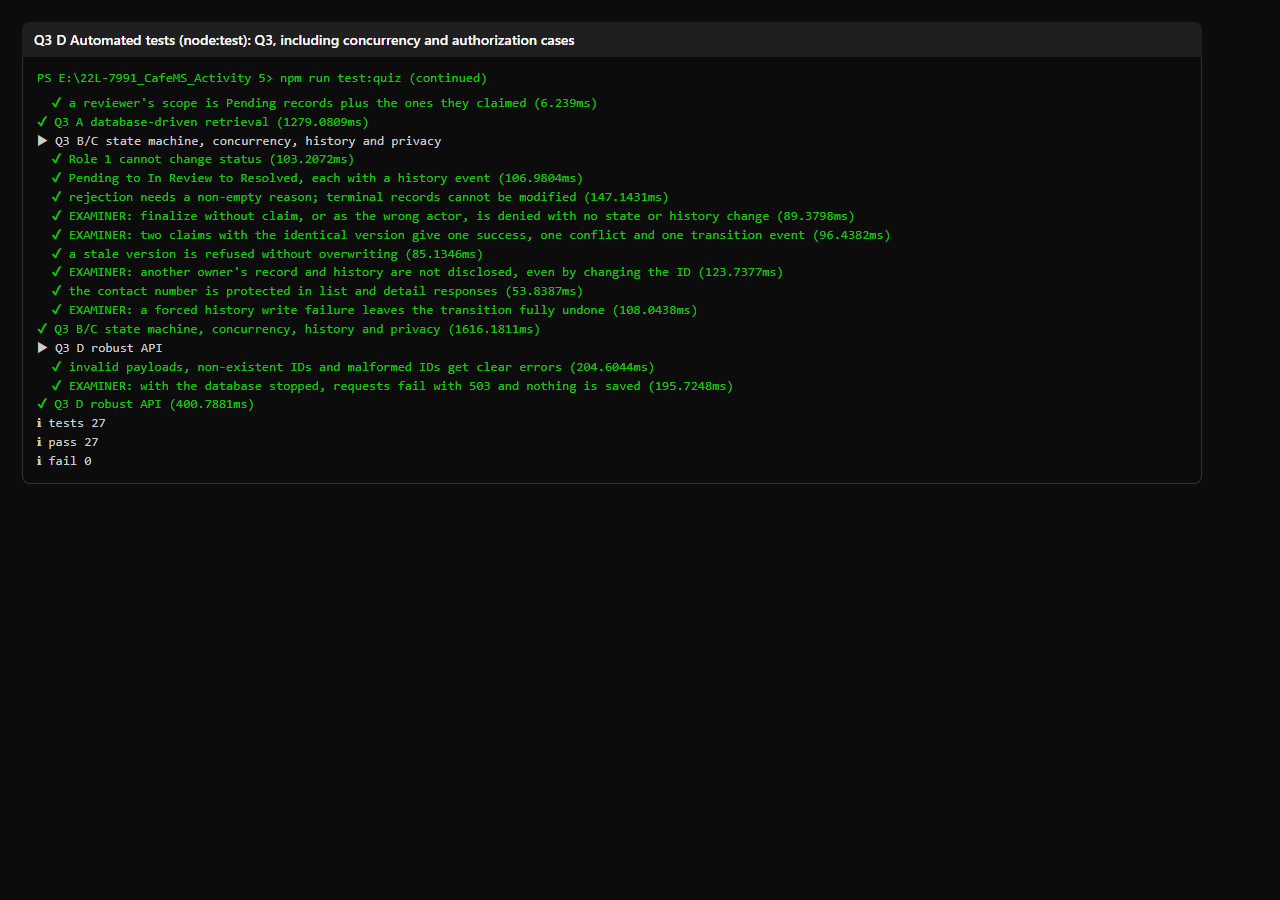 Q3 D Automated tests (node:test): Q3, including concurrency and authorization cases
PS E:\22L-7991_CafeMS_Activity 5> npm run test:quiz (continued)
✓ a reviewer's scope is Pending records plus the ones they claimed (6.239ms)
✓ Q3 A database-driven retrieval (1279.0809ms)
▶ Q3 B/C state machine, concurrency, history and privacy
✓ Role 1 cannot change status (103.2072ms)
✓ Pending to In Review to Resolved, each with a history event (106.9804ms)
✓ rejection needs a non-empty reason; terminal records cannot be modified (147.1431ms)
✓ EXAMINER: finalize without claim, or as the wrong actor, is denied with no state or history change (89.3798ms)
✓ EXAMINER: two claims with the identical version give one success, one conflict and one transition event (96.4382ms)
✓ a stale version is refused without overwriting (85.1346ms)
✓ EXAMINER: another owner's record and history are not disclosed, even by changing the ID (123.7377ms)
✓ the contact number is protected in list and detail responses (53.8387ms)
✓ EXAMINER: a forced history write failure leaves the transition fully undone (108.0438ms)
✓ Q3 B/C state machine, concurrency, history and privacy (1616.1811ms)
▶ Q3 D robust API
✓ invalid payloads, non-existent IDs and malformed IDs get clear errors (204.6044ms)
✓ EXAMINER: with the database stopped, requests fail with 503 and nothing is saved (195.7248ms)
✓ Q3 D robust API (400.7881ms)
ℹ tests 27
ℹ pass 27
ℹ fail 0